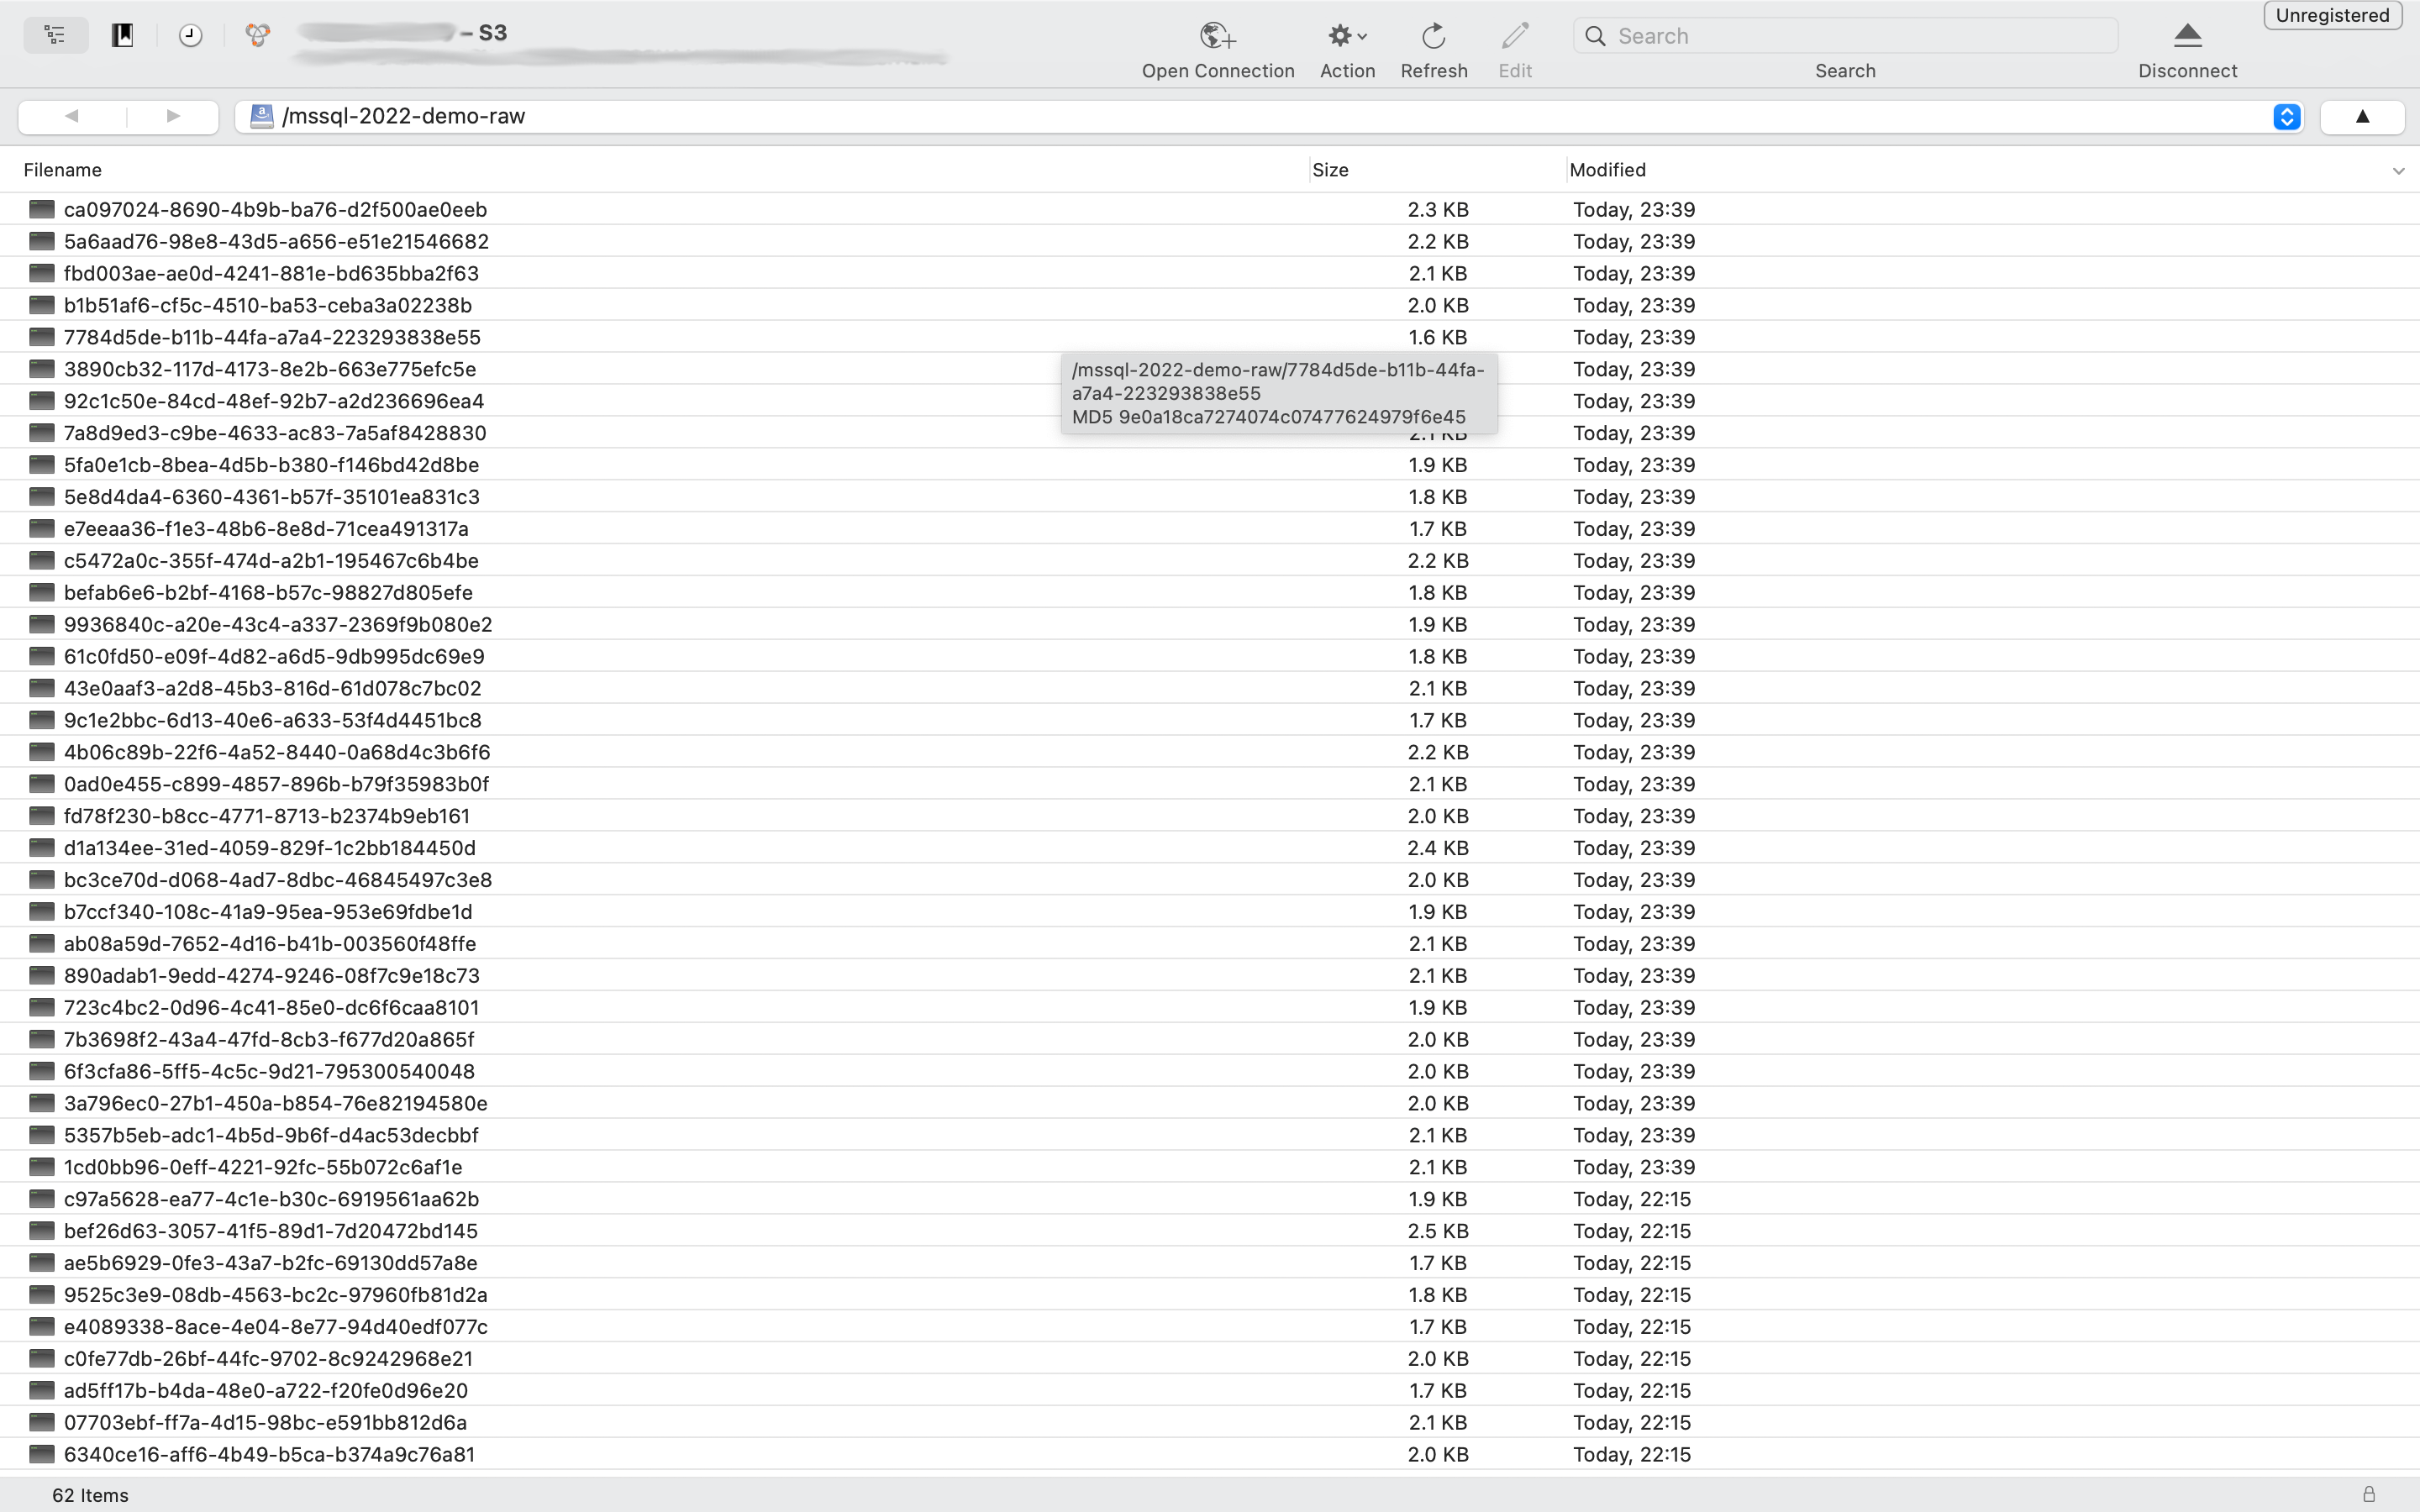 – S3
Open Connection
Action
Refresh
Edit
Search
Search
Disconnect
Unregistered
/mssql-2022-demo-raw
Filename Size Modified
ca097024-8690-4b9b-ba76-d2f500ae0eeb 2.3 KB Today, 23:39
5a6aad76-98e8-43d5-a656-e51e21546682 2.2 KB Today, 23:39
fbd003ae-ae0d-4241-881e-bd635bba2f63 2.1 KB Today, 23:39
b1b51af6-cf5c-4510-ba53-ceba3a02238b 2.0 KB Today, 23:39
7784d5de-b11b-44fa-a7a4-223293838e55 1.6 KB Today, 23:39
3890cb32-117d-4173-8e2b-663e775efc5e Today, 23:39
92c1c50e-84cd-48ef-92b7-a2d236696ea4 Today, 23:39
7a8d9ed3-c9be-4633-ac83-7a5af8428830 2.1 KB Today, 23:39
/mssql-2022-demo-raw/7784d5de-b11b-44fa-
a7a4-223293838e55
MD5 9e0a18ca7274074c07477624979f6e45
5fa0e1cb-8bea-4d5b-b380-f146bd42d8be 1.9 KB Today, 23:39
5e8d4da4-6360-4361-b57f-35101ea831c3 1.8 KB Today, 23:39
e7eeaa36-f1e3-48b6-8e8d-71cea491317a 1.7 KB Today, 23:39
c5472a0c-355f-474d-a2b1-195467c6b4be 2.2 KB Today, 23:39
befab6e6-b2bf-4168-b57c-98827d805efe 1.8 KB Today, 23:39
9936840c-a20e-43c4-a337-2369f9b080e2 1.9 KB Today, 23:39
61c0fd50-e09f-4d82-a6d5-9db995dc69e9 1.8 KB Today, 23:39
43e0aaf3-a2d8-45b3-816d-61d078c7bc02 2.1 KB Today, 23:39
9c1e2bbc-6d13-40e6-a633-53f4d4451bc8 1.7 KB Today, 23:39
4b06c89b-22f6-4a52-8440-0a68d4c3b6f6 2.2 KB Today, 23:39
0ad0e455-c899-4857-896b-b79f35983b0f 2.1 KB Today, 23:39
fd78f230-b8cc-4771-8713-b2374b9eb161 2.0 KB Today, 23:39
d1a134ee-31ed-4059-829f-1c2bb184450d 2.4 KB Today, 23:39
bc3ce70d-d068-4ad7-8dbc-46845497c3e8 2.0 KB Today, 23:39
b7ccf340-108c-41a9-95ea-953e69fdbe1d 1.9 KB Today, 23:39
ab08a59d-7652-4d16-b41b-003560f48ffe 2.1 KB Today, 23:39
890adab1-9edd-4274-9246-08f7c9e18c73 2.1 KB Today, 23:39
723c4bc2-0d96-4c41-85e0-dc6f6caa8101 1.9 KB Today, 23:39
7b3698f2-43a4-47fd-8cb3-f677d20a865f 2.0 KB Today, 23:39
6f3cfa86-5ff5-4c5c-9d21-795300540048 2.0 KB Today, 23:39
3a796ec0-27b1-450a-b854-76e82194580e 2.0 KB Today, 23:39
5357b5eb-adc1-4b5d-9b6f-d4ac53decbbf 2.1 KB Today, 23:39
1cd0bb96-0eff-4221-92fc-55b072c6af1e 2.1 KB Today, 23:39
c97a5628-ea77-4c1e-b30c-6919561aa62b 1.9 KB Today, 22:15
bef26d63-3057-41f5-89d1-7d20472bd145 2.5 KB Today, 22:15
ae5b6929-0fe3-43a7-b2fc-69130dd57a8e 1.7 KB Today, 22:15
9525c3e9-08db-4563-bc2c-97960fb81d2a 1.8 KB Today, 22:15
e4089338-8ace-4e04-8e77-94d40edf077c 1.7 KB Today, 22:15
c0fe77db-26bf-44fc-9702-8c9242968e21 2.0 KB Today, 22:15
ad5ff17b-b4da-48e0-a722-f20fe0d96e20 1.7 KB Today, 22:15
07703ebf-ff7a-4d15-98bc-e591bb812d6a 2.1 KB Today, 22:15
6340ce16-aff6-4b49-b5ca-b374a9c76a81 2.0 KB Today, 22:15
62 Items